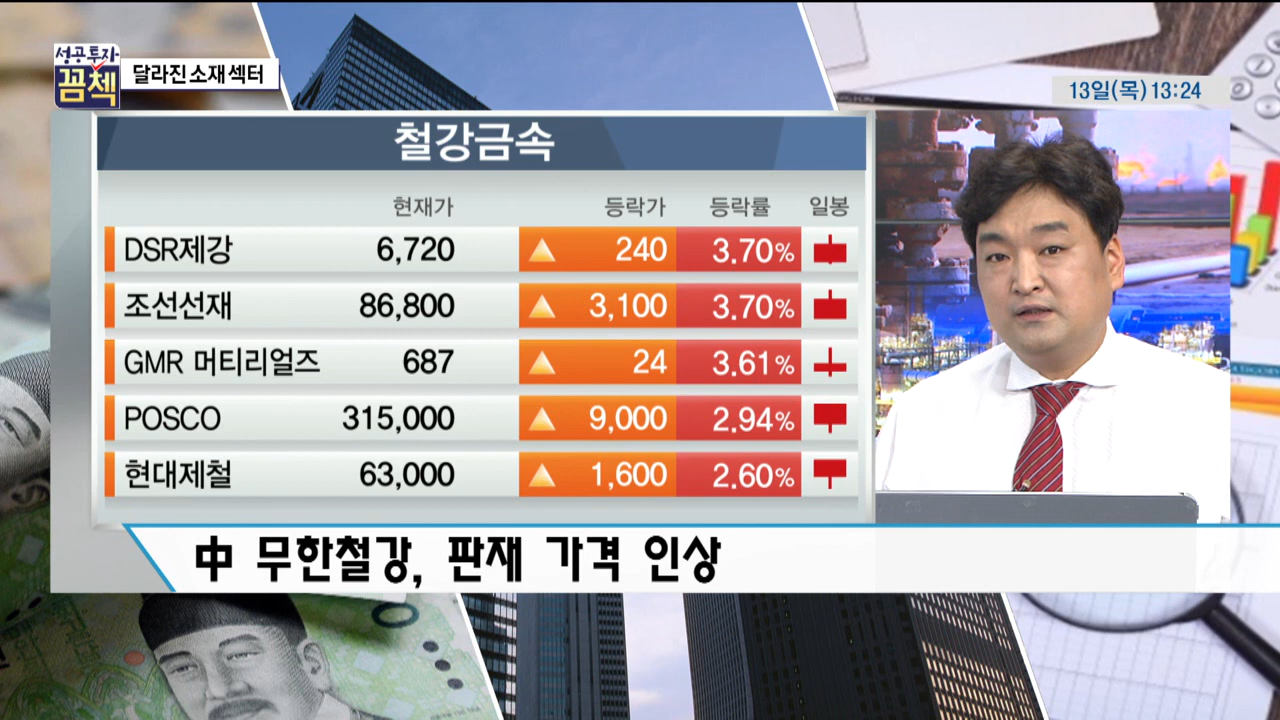 성공투자
꼼첵
달라진 소재 섹터
13일(목) 13:24
철강금속
현재가 등락가 등락률 일봉
DSR제강 6,720 ▲ 240 3.70%
조선선재 86,800 ▲ 3,100 3.70%
GMR 머티리얼즈 687 ▲ 24 3.61%
POSCO 315,000 ▲ 9,000 2.94%
현대제철 63,000 ▲ 1,600 2.60%
中 무한철강, 판재 가격 인상